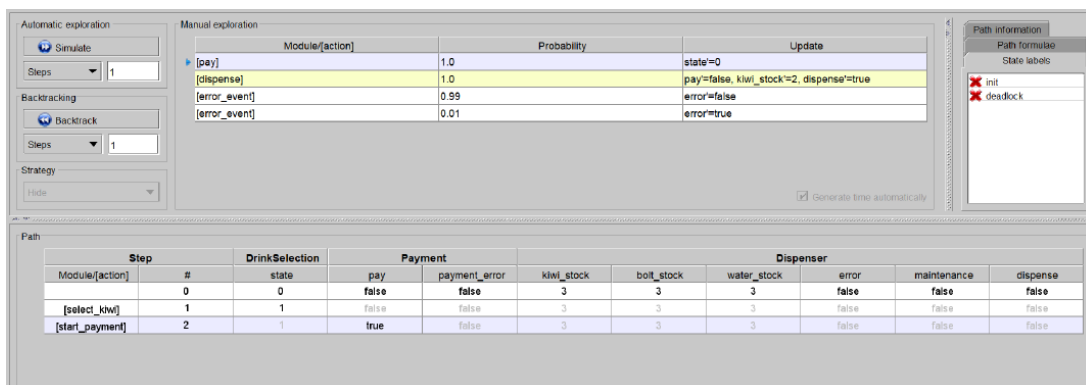 Automatic exploration
Simulate
Steps 1
Backtracking
Backtrack
Steps 1
Strategy
Hide
Manual exploration
Module/[action] Probability Update
[pay] 1.0 state'=0
[dispense] 1.0 pay'=false, kiwi_stock'=2, dispense'=true
[error_event] 0.99 error'=false
[error_event] 0.01 error'=true
Generate time automatically
Path information
Path formulae
State labels
init
deadlock
Path
Step DrinkSelection Payment Dispenser
Module/[action] # state pay payment_error kiwi_stock bolt_stock water_stock error maintenance dispense
0 0 false false 3 3 3 false false false
[select_kiwi] 1 1 false false 3 3 3 false false false
[start_payment] 2 1 true false 3 3 3 false false false